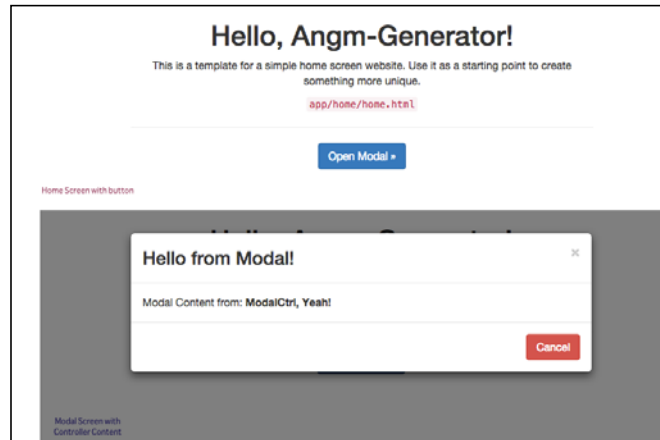 Hello, Angm-Generator!
This is a template for a simple home screen website. Use it as a starting point to create
something more unique.
app/home/home.html
Open Modal »
Home Screen with button
Hello from Modal!
×
Modal Content from: ModalCtrl, Yeah!
Cancel
Modal Screen with
Controller Content